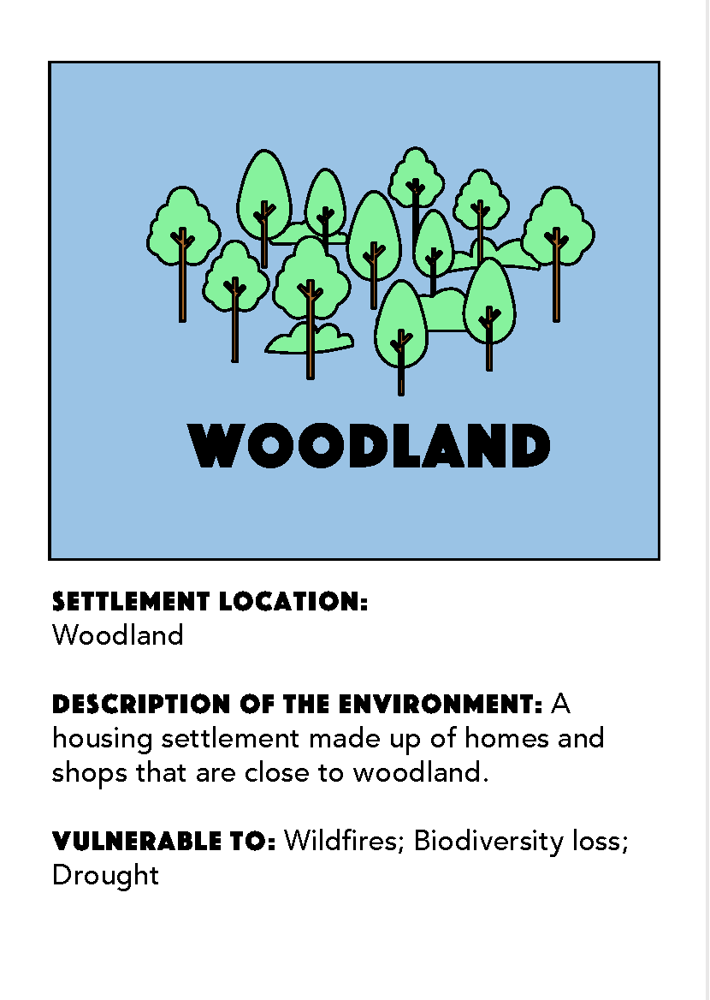 WOODLAND
SETTLEMENT LOCATION:
Woodland
DESCRIPTION OF THE ENVIRONMENT: A
housing settlement made up of homes and
shops that are close to woodland.
VULNERABLE TO: Wildfires; Biodiversity loss;
Drought